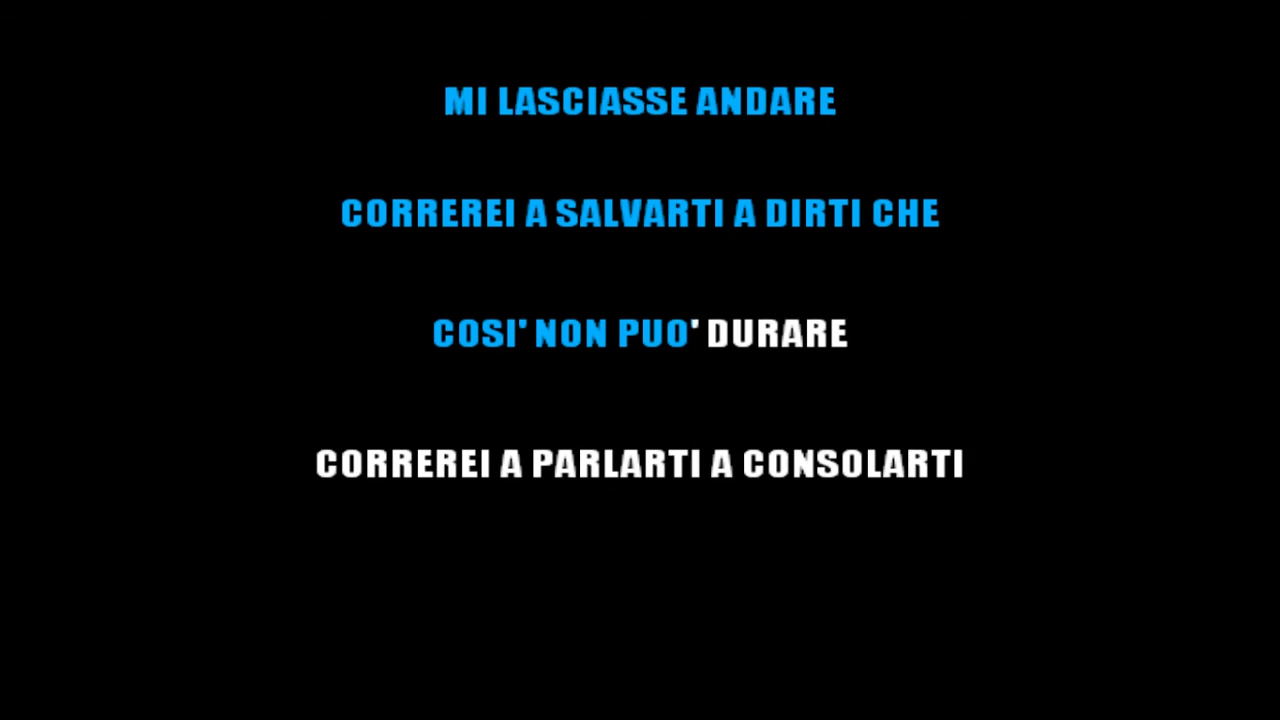 MI LASCIASSE ANDARE
CORREREI A SALVARTI A DIRTI CHE
COSI' NON PUO' DURARE
CORREREI A PARLARTI A CONSOLARTI